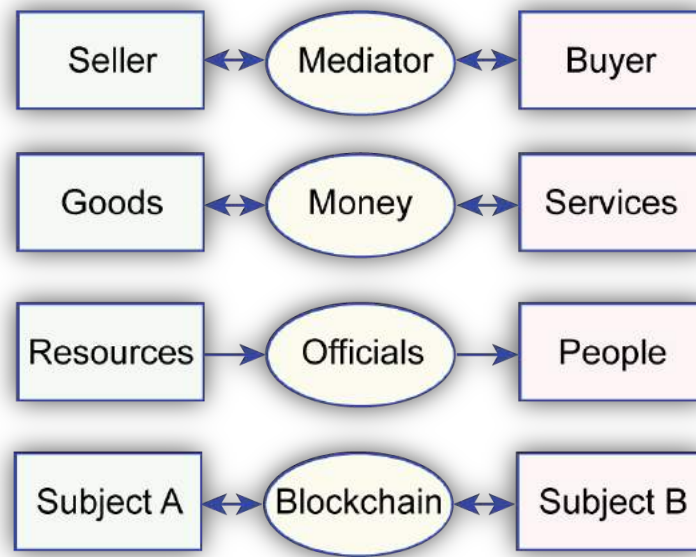 Seller Mediator Buyer
Goods Money Services
Resources Officials People
Subject A Blockchain Subject B